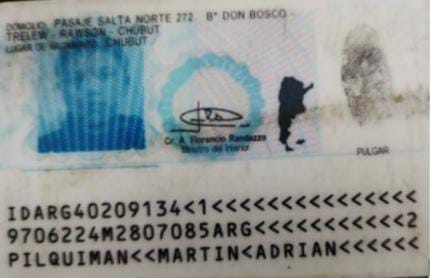 DOMICILIO: PASAJE SALTA NORTE 272 Bº DON BOSCO
TRELEW - RAWSON - CHUBUT
LUGAR DE NACIMIENTO: CHUBUT
Cr. A. Florencio Randazzo
Ministro del Interior
PULGAR
IDARG40209134<1<<<<<<<<<<<<<<<
9706224M2807085ARG<<<<<<<<<<<2
PILQUIMAN<<MARTIN<ADRIAN<<<<<<